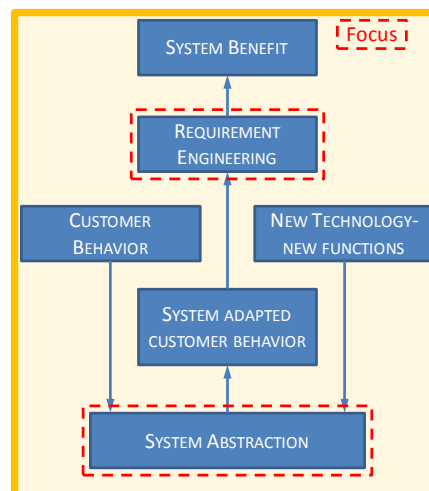 SYSTEM BENEFIT
Focus
REQUIREMENT
ENGINEERING
CUSTOMER
BEHAVIOR
NEW TECHNOLOGY-
NEW FUNCTIONS
SYSTEM ADAPTED
CUSTOMER BEHAVIOR
SYSTEM ABSTRACTION